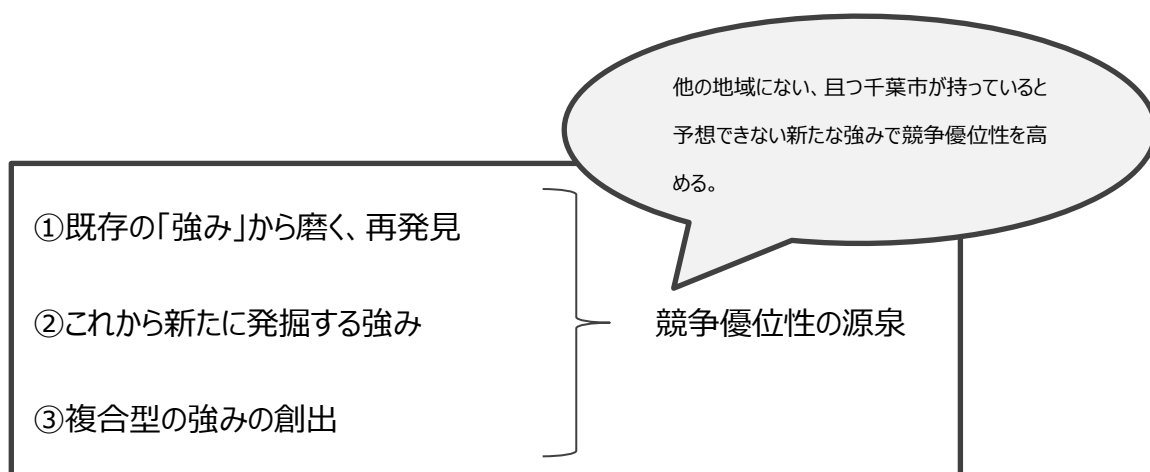 他の地域にない、且つ千葉市が持っていると
予想できない新たな強みで競争優位性を高
める。
①既存の「強み」から磨く、再発見
②これから新たに発掘する強み
競争優位性の源泉
③複合型の強みの創出